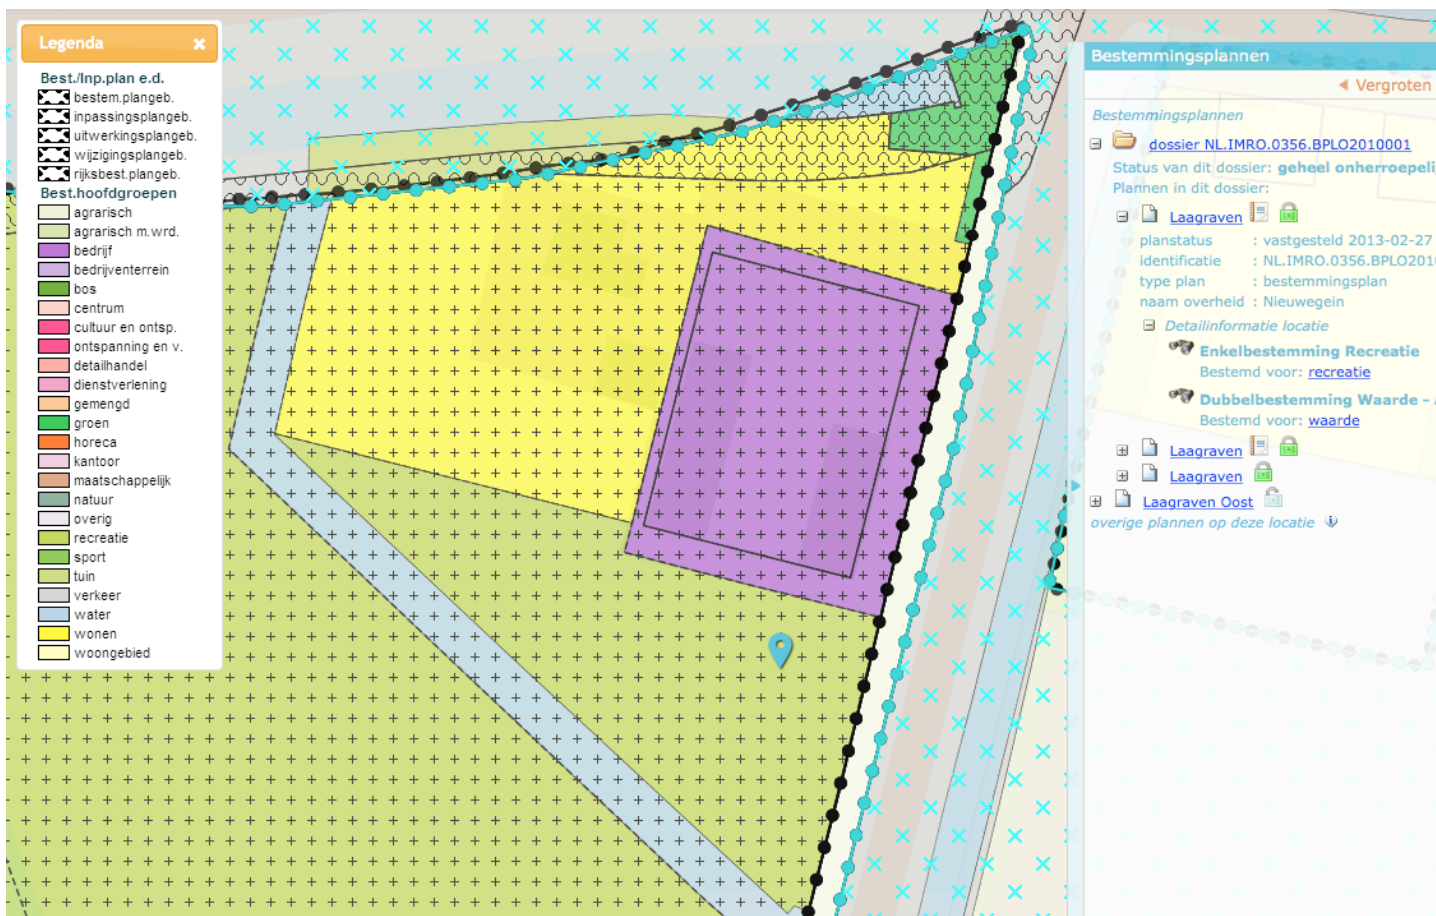 Legenda
Best./Inp.plan e.d.
bestem.plangeb.
inpassingsplangeb.
uitwerkingsplangeb.
wijzigingsplangeb.
rijksbest.plangeb.
Best.hoofdgroepen
agrarisch
agrarisch m.wrd.
bedrijf
bedrijventerrein
bos
centrum
cultuur en ontsp.
ontspanning en v.
detailhandel
dienstverlening
gemengd
groen
horeca
kantoor
maatschappelijk
natuur
overig
recreatie
sport
tuin
verkeer
water
wonen
woongebied
Bestemmingsplannen
Vergroten
Bestemmingsplannen
dossier NL.IMRO.0356.BPLO2010001
Status van dit dossier: geheel onherroepeli
Plannen in dit dossier:
Laagraven
planstatus : vastgesteld 2013-02-27
identificatie : NL.IMRO.0356.BPLO201
type plan : bestemmingsplan
naam overheid : Nieuwegein
Detailinformatie locatie
Enkelbestemming Recreatie
Bestemd voor: recreatie
Dubbelbestemming Waarde -
Bestemd voor: waarde
Laagraven
Laagraven
Laagraven Oost
overige plannen op deze locatie